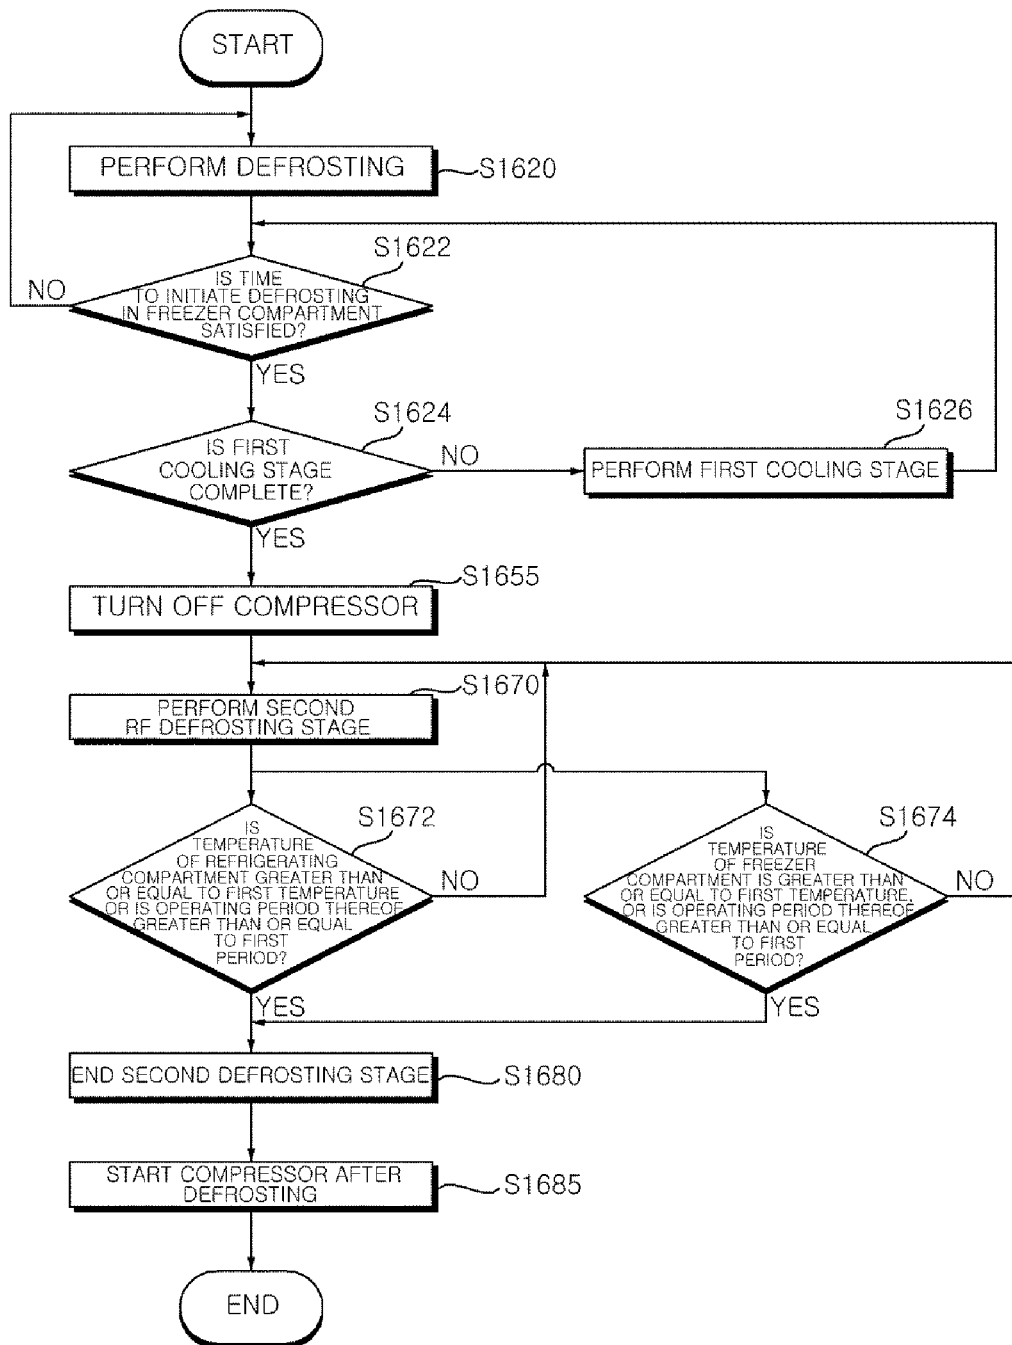 START
PERFORM DEFROSTING
S1620
S1622
IS TIME
TO INITIATE DEFROSTING
IN FREEZER COMPARTMENT
SATISFIED?
NO
YES
S1624
IS FIRST
COOLING STAGE
COMPLETE?
NO
S1626
PERFORM FIRST COOLING STAGE
YES
S1655
TURN OFF COMPRESSOR
S1670
PERFORM SECOND
RF DEFROSTING STAGE
S1672
IS
TEMPERATURE
OF REFRIGERATING
COMPARTMENT GREATER THAN
OR EQUAL TO FIRST TEMPERATURE
OR IS OPERATING PERIOD THEREOF
GREATER THAN OR EQUAL
TO FIRST
PERIOD?
NO
YES
S1674
IS
TEMPERATURE
OF FREEZER
COMPARTMENT IS GREATER THAN
OR EQUAL TO FIRST TEMPERATURE,
OR IS OPERATING PERIOD THEREOF
GREATER THAN OR EQUAL
TO FIRST
PERIOD?
NO
YES
END SECOND DEFROSTING STAGE
S1680
START COMPRESSOR AFTER
DEFROSTING
S1685
END